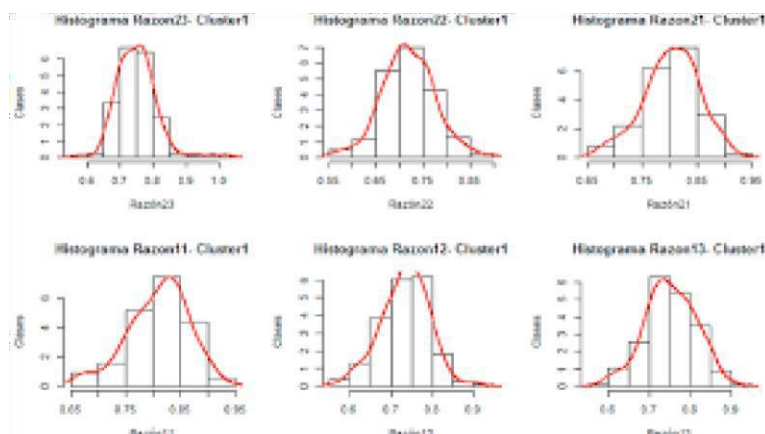 Histograma Razon23- Cluster1
Histograma Razon22- Cluster1
Histograma Razon21- Cluster1
Clases
Clases
Clases
0.6 0.7 0.8 0.9 1.0
0.55 0.65 0.75 0.85
0.65 0.75 0.85 0.95
Razón23
Razón22
Razón21
Histograma Razon11- Cluster1
Histograma Razon12- Cluster1
Histograma Razon13- Cluster1
Clases
Clases
Clases
0.65 0.75 0.85 0.95
0.6 0.7 0.8 0.9
0.6 0.7 0.8 0.9